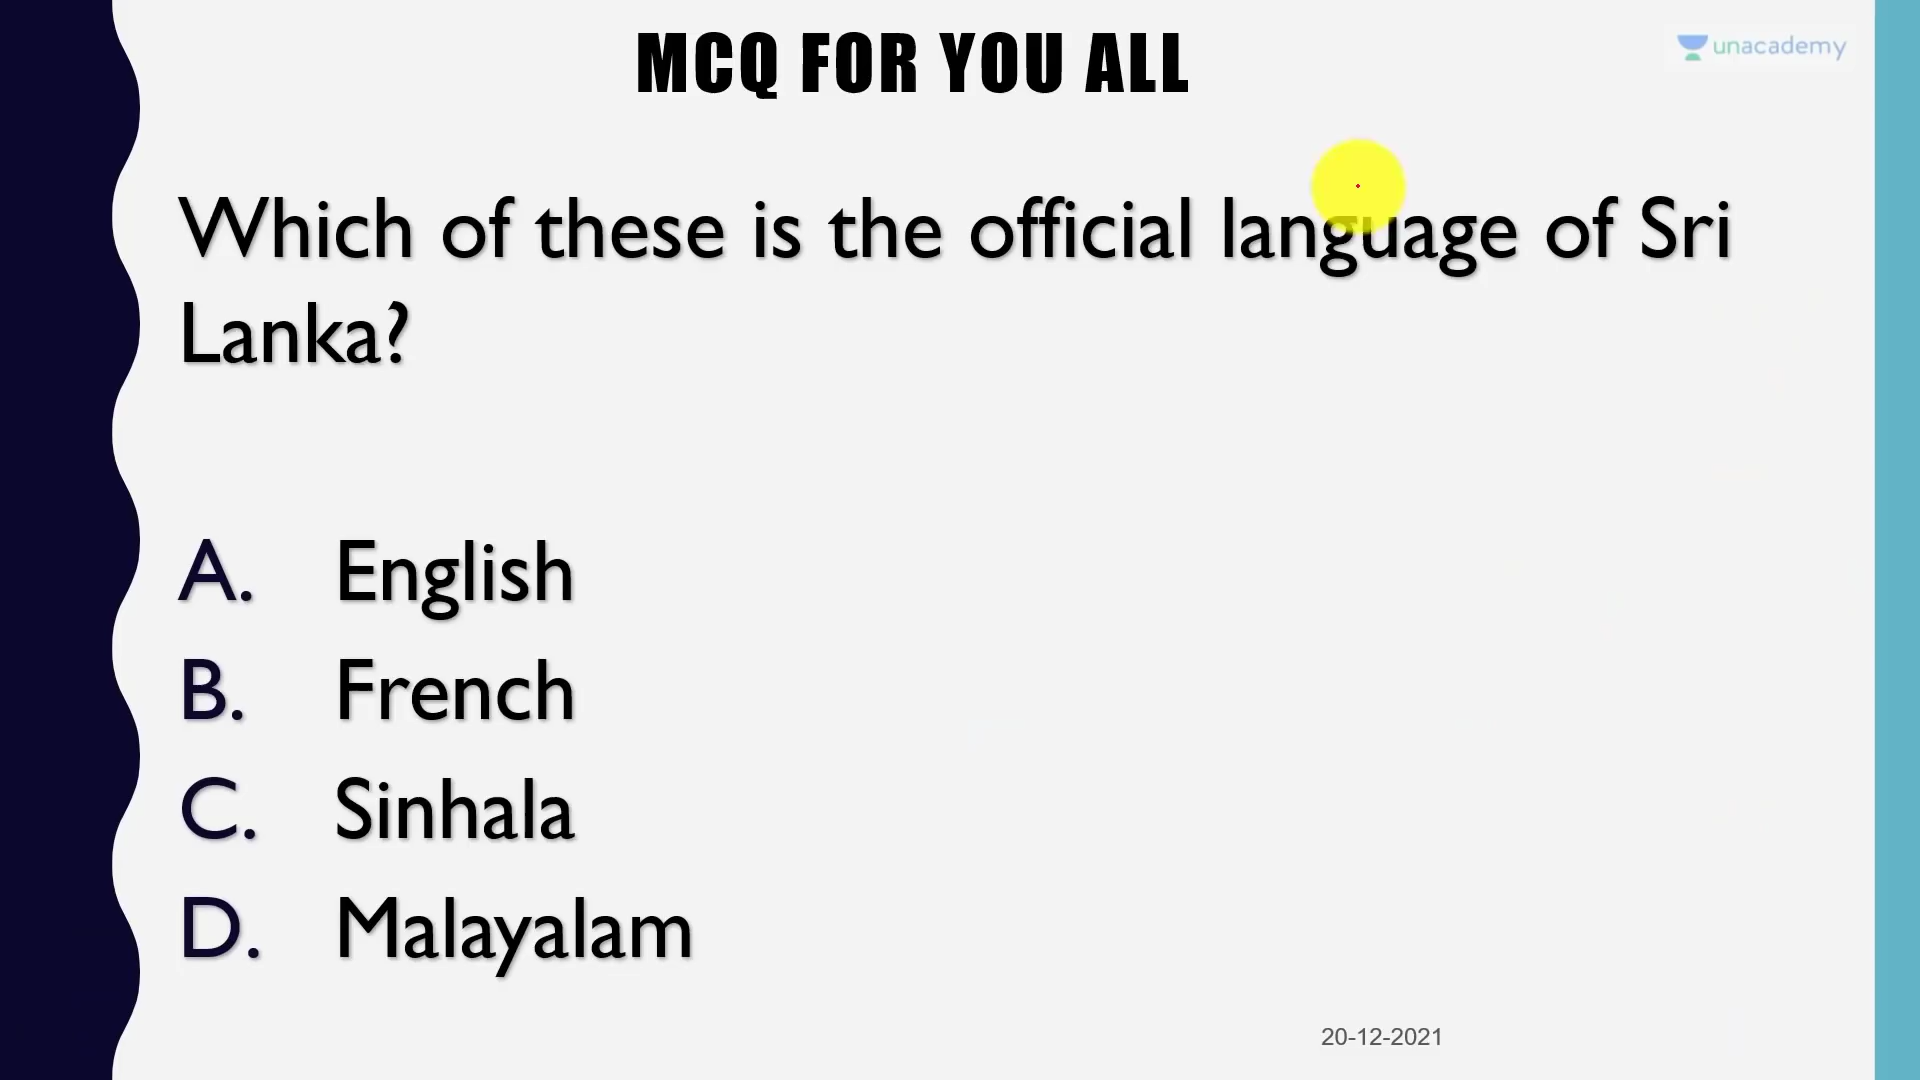 MCQ FOR YOU ALL
unacademy
Which of these is the official language of Sri
Lanka?
A. English
B. French
C. Sinhala
D. Malayalam
20-12-2021